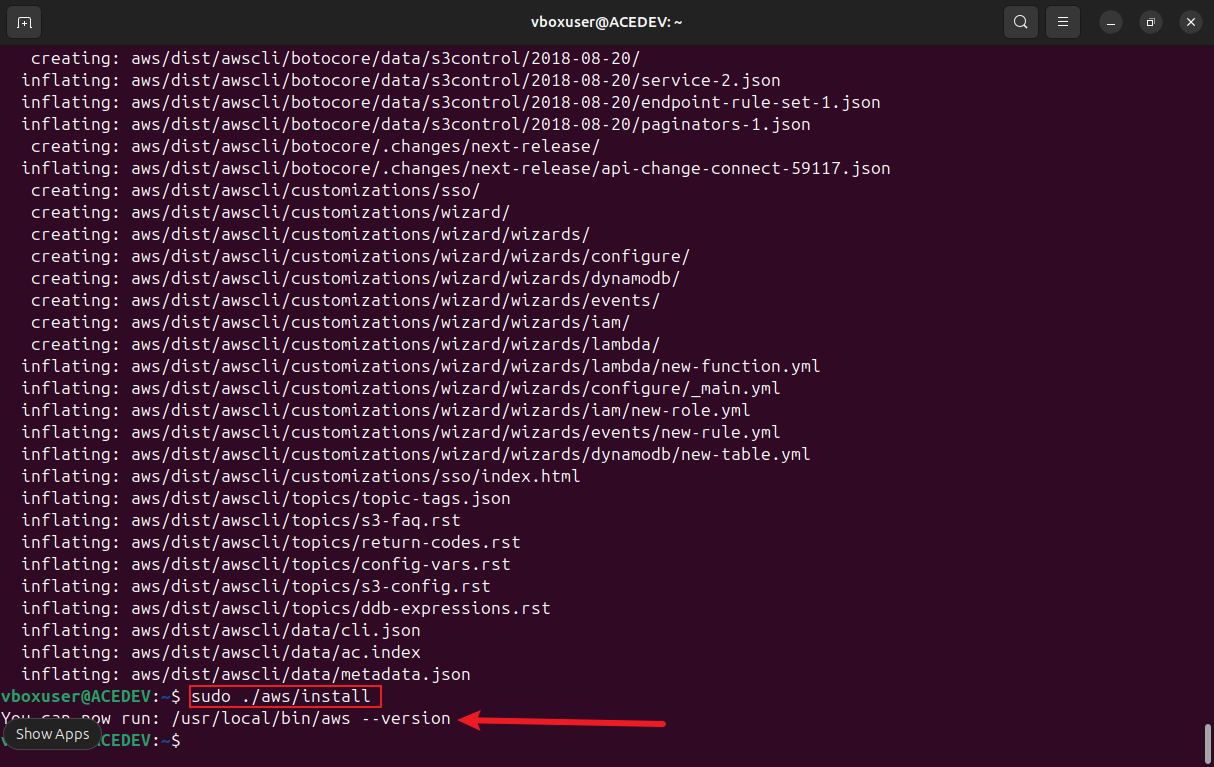 vboxuser@ACEDEV: ~
creating: aws/dist/awscli/botocore/data/s3control/2018-08-20/
inflating: aws/dist/awscli/botocore/data/s3control/2018-08-20/service-2.json
inflating: aws/dist/awscli/botocore/data/s3control/2018-08-20/endpoint-rule-set-1.json
inflating: aws/dist/awscli/botocore/data/s3control/2018-08-20/paginators-1.json
creating: aws/dist/awscli/botocore/.changes/next-release/
inflating: aws/dist/awscli/botocore/.changes/next-release/api-change-connect-59117.json
creating: aws/dist/awscli/customizations/sso/
creating: aws/dist/awscli/customizations/wizard/
creating: aws/dist/awscli/customizations/wizard/wizards/
creating: aws/dist/awscli/customizations/wizard/wizards/configure/
creating: aws/dist/awscli/customizations/wizard/wizards/dynamodb/
creating: aws/dist/awscli/customizations/wizard/wizards/events/
creating: aws/dist/awscli/customizations/wizard/wizards/iam/
creating: aws/dist/awscli/customizations/wizard/wizards/lambda/
inflating: aws/dist/awscli/customizations/wizard/wizards/lambda/new-function.yml
inflating: aws/dist/awscli/customizations/wizard/wizards/configure/_main.yml
inflating: aws/dist/awscli/customizations/wizard/wizards/iam/new-role.yml
inflating: aws/dist/awscli/customizations/wizard/wizards/events/new-rule.yml
inflating: aws/dist/awscli/customizations/wizard/wizards/dynamodb/new-table.yml
inflating: aws/dist/awscli/customizations/sso/index.html
inflating: aws/dist/awscli/topics/topic-tags.json
inflating: aws/dist/awscli/topics/s3-faq.rst
inflating: aws/dist/awscli/topics/return-codes.rst
inflating: aws/dist/awscli/topics/config-vars.rst
inflating: aws/dist/awscli/topics/s3-config.rst
inflating: aws/dist/awscli/topics/ddb-expressions.rst
inflating: aws/dist/awscli/data/cli.json
inflating: aws/dist/awscli/data/ac.index
inflating: aws/dist/awscli/data/metadata.json
vboxuser@ACEDEV:~$ sudo ./aws/install
You can now run: /usr/local/bin/aws --version
Show Apps
CEDEV:~$